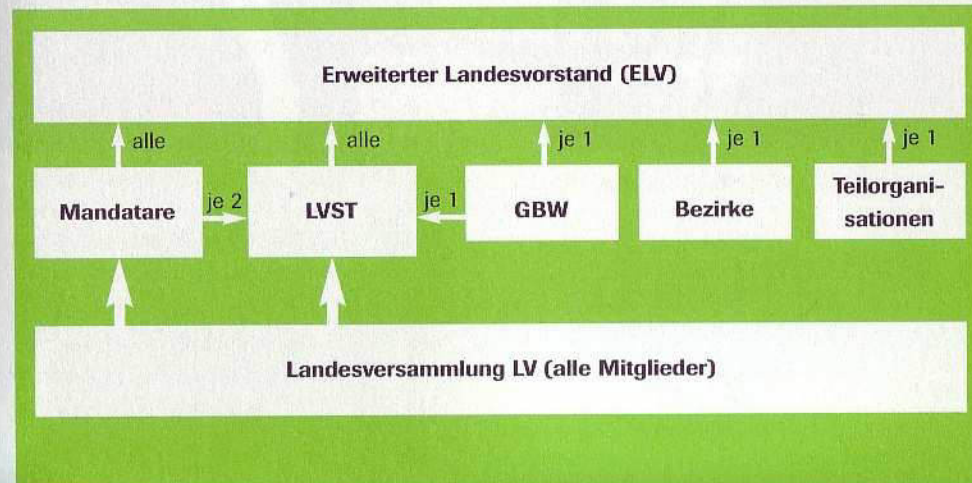 Erweiterter Landesvorstand (ELV)
alle
alle
je 1
je 1
je 1
Mandatare
je 2
LVST
je 1
GBW
Bezirke
Teilorgani-
sationen
Landesversammlung LV (alle Mitglieder)